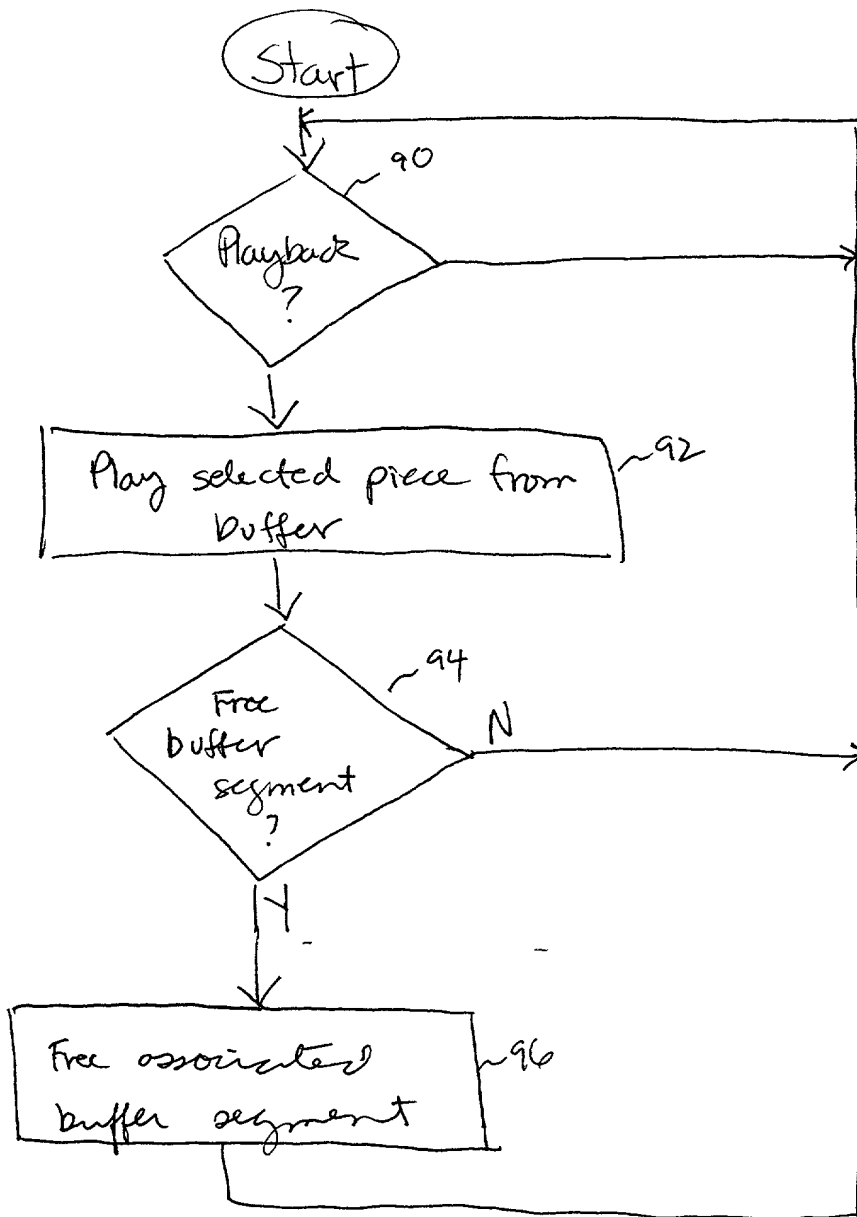 Start
90
Playback
?
92
Play selected piece from
buffer
94
Free
buffer
segment
?
N
Y
96
Free associated
buffer segment